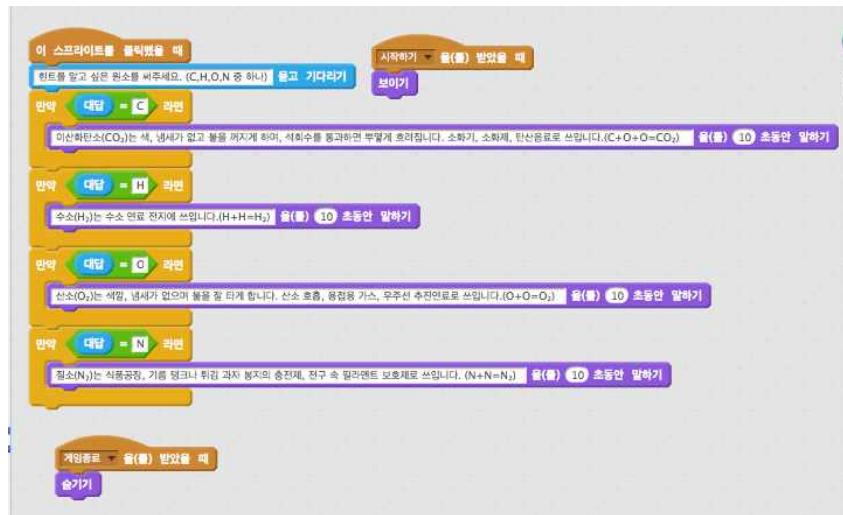 이 스프라이트를 클릭했을 때
힌트를 알고 싶은 원소를 써주세요. (C,H,O,N 중 하나) 묻고 기다리기
만약 대답 = C 라면
이산화탄소(CO₂)는 색, 냄새가 없고 불을 꺼지게 하며, 석회수를 통과하면 뿌옇게 흐려집니다. 소화기, 소화제, 탄산음료로 쓰입니다.(C+O+O=CO₂) 을(를) 10 초동안 말하기
만약 대답 = H 라면
수소(H₂)는 수소 연료 전지에 쓰입니다.(H+H=H₂) 을(를) 10 초동안 말하기
만약 대답 = O 라면
산소(O₂)는 색깔, 냄새가 없으며 불을 잘 타게 합니다. 산소 호흡, 용접용 가스, 우주선 추진연료로 쓰입니다.(O+O=O₂) 을(를) 10 초동안 말하기
만약 대답 = N 라면
질소(N₂)는 식품공장, 기름 탱크나 튀김 과자 봉지의 충전제, 전구 속 필라멘트 보호제로 쓰입니다. (N+N=N₂) 을(를) 10 초동안 말하기
시작하기 을(를) 받았을 때
보이기
게임종료 을(를) 받았을 때
숨기기